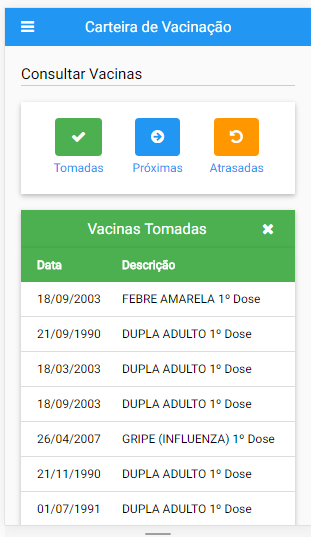 Carteira de Vacinação
Consultar Vacinas
Tomadas Próximas Atrasadas
Vacinas Tomadas
Data Descrição
18/09/2003 FEBRE AMARELA 1º Dose
21/09/1990 DUPLA ADULTO 1º Dose
18/03/2003 DUPLA ADULTO 1º Dose
18/09/2003 DUPLA ADULTO 1º Dose
26/04/2007 GRIPE (INFLUENZA) 1º Dose
21/11/1990 DUPLA ADULTO 1º Dose
01/07/1991 DUPLA ADULTO 1º Dose